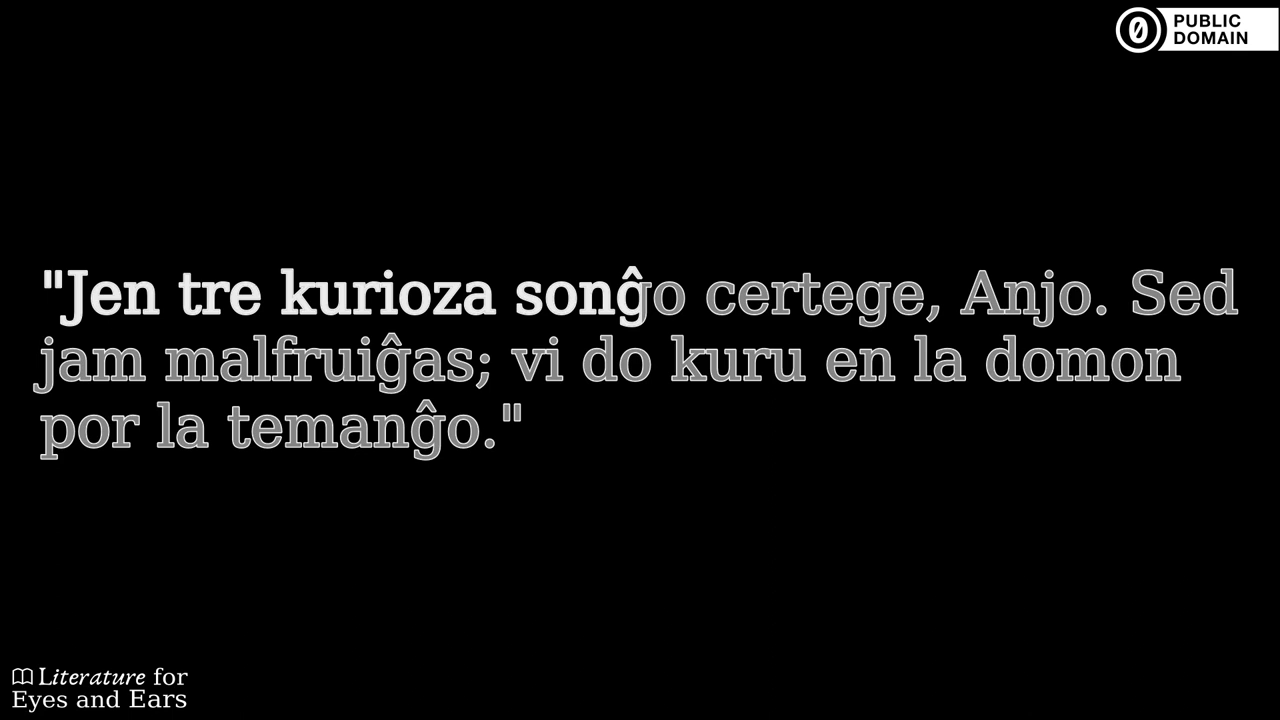 PUBLIC
DOMAIN
"Jen tre kurioza sonĝo certege, Anjo. Sed
jam malfruiĝas; vi do kuru en la domon
por la temanĝo."
Literature for
Eyes and Ears